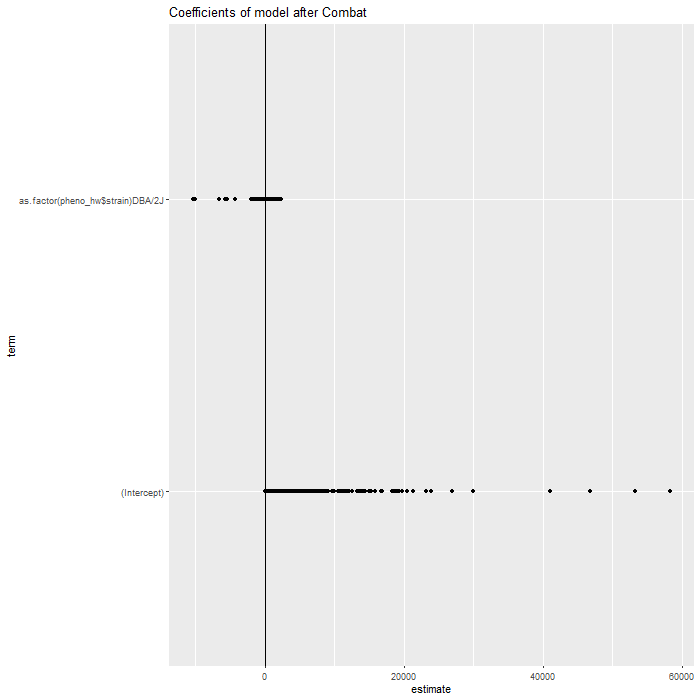 Coefficients of model after Combat
as.factor(pheno_hw$strain)DBA/2J
term
(Intercept)
0
20000
40000
60000
estimate